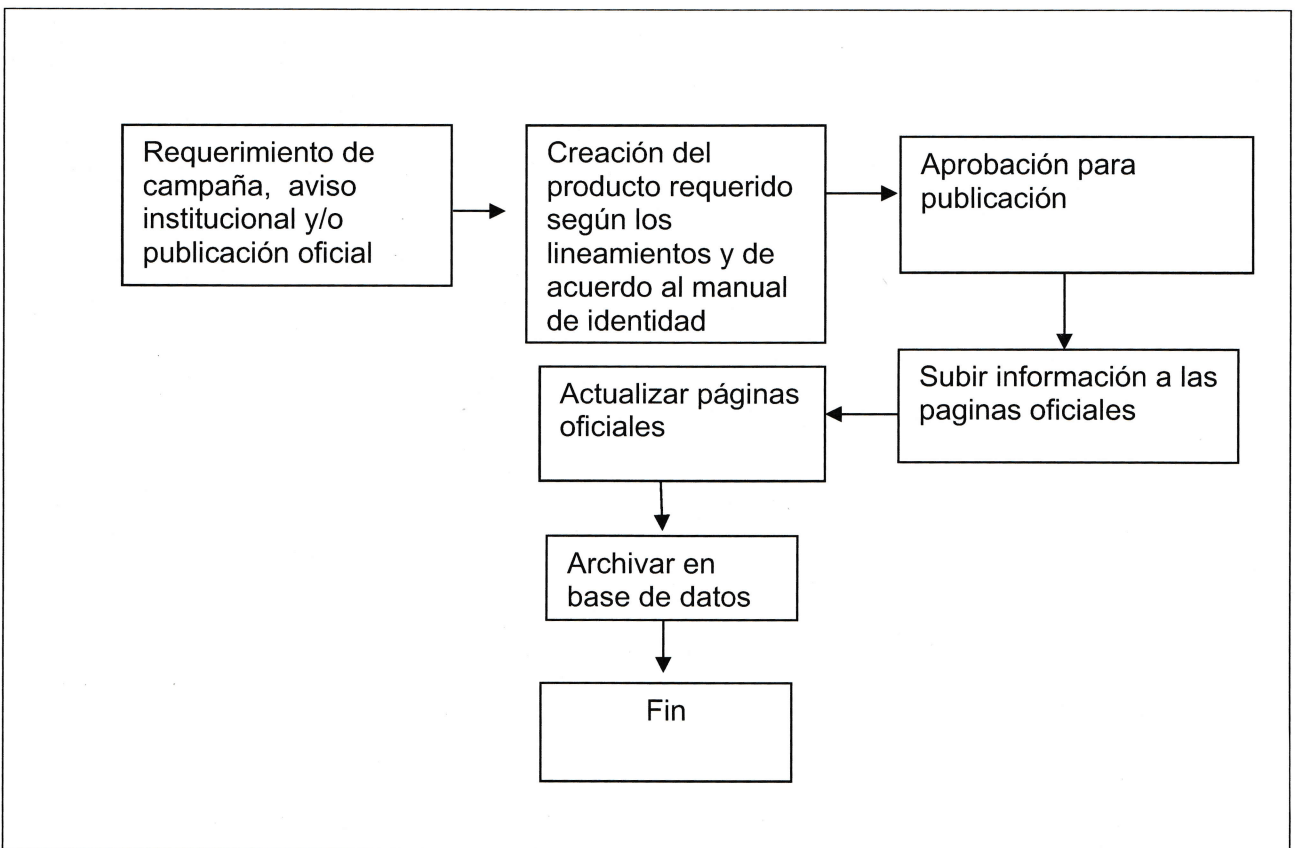 Requerimiento de
campaña, aviso
institucional y/o
publicación oficial
Creación del
producto requerido
según los
lineamientos y de
acuerdo al manual
de identidad
Aprobación para
publicación
Subir información a las
paginas oficiales
Actualizar páginas
oficiales
Archivar en
base de datos
Fin